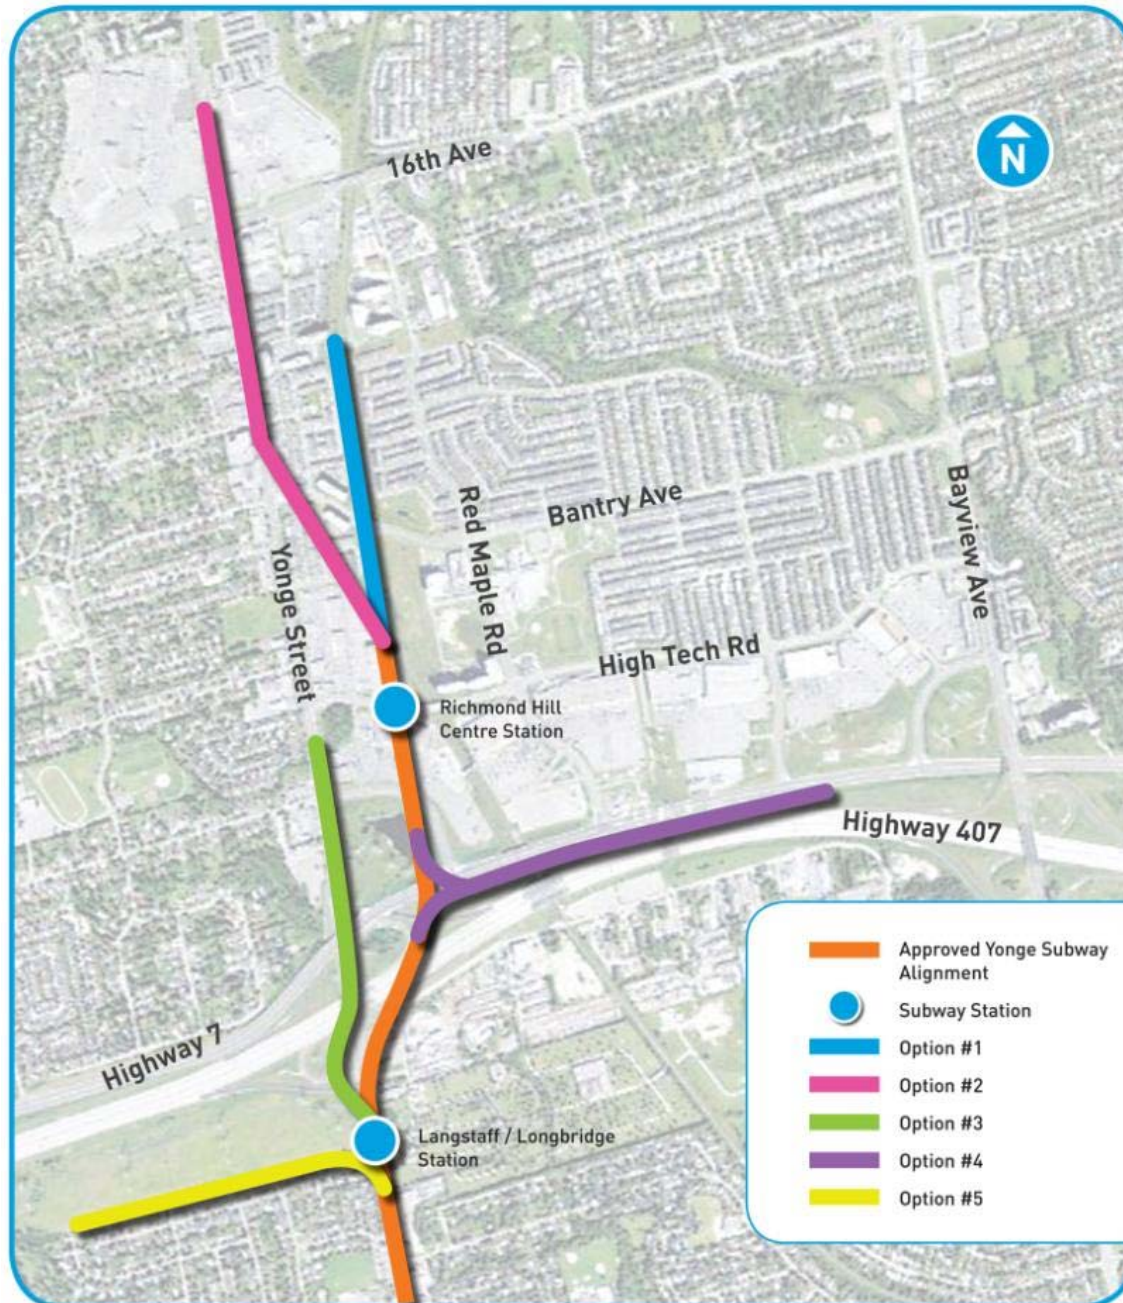 16th Ave
N
Red Maple Rd
Bantry Ave
Bayview Ave
Yonge Street
High Tech Rd
Richmond Hill
Centre Station
Highway 407
Highway 7
Langstaff / Longbridge
Station
Approved Yonge Subway
Alignment
Subway Station
Option #1
Option #2
Option #3
Option #4
Option #5